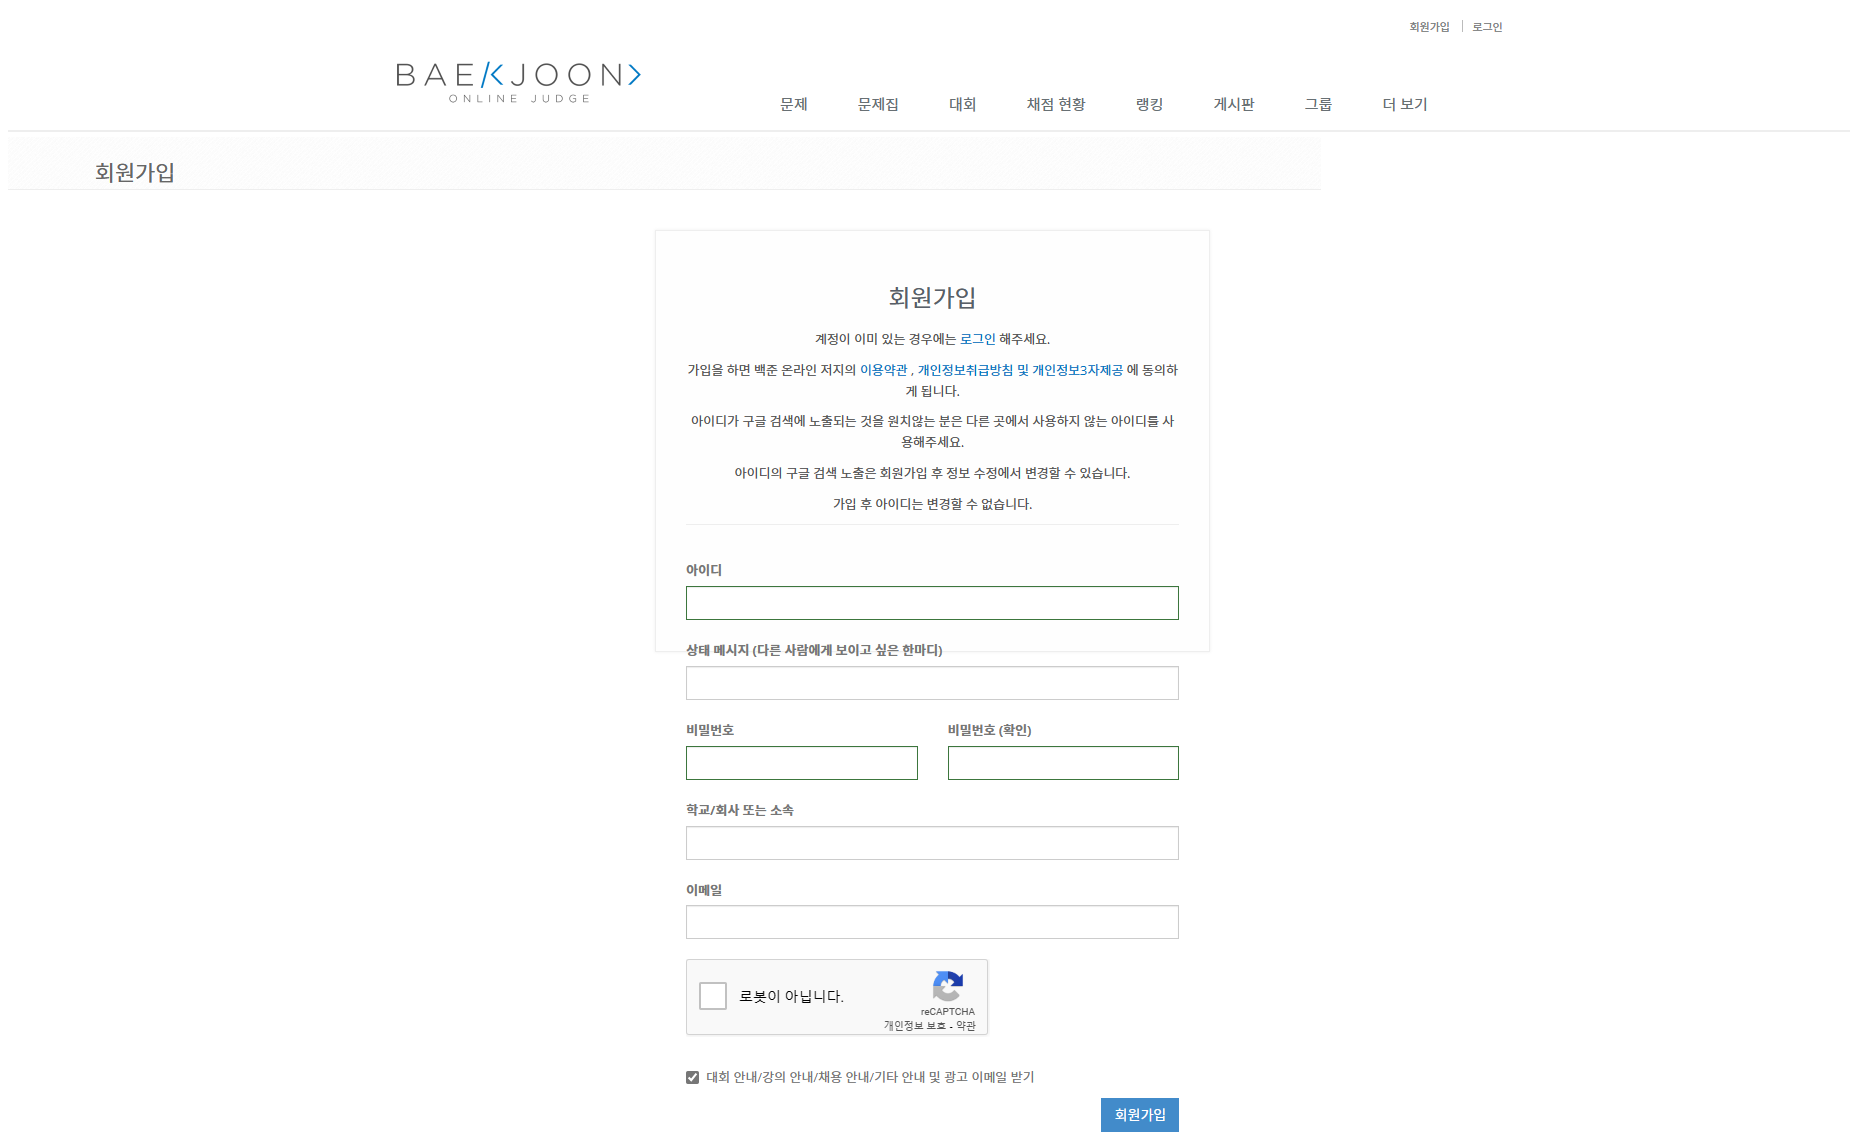 회원가입 로그인
BAEKJOON
ONLINE JUDGE
문제 문제집 대회 채점 현황 랭킹 게시판 그룹 더 보기
회원가입
회원가입
계정이 이미 있는 경우에는 로그인 해주세요.
가입을 하면 백준 온라인 저지의 이용약관 , 개인정보취급방침 및 개인정보3자제공 에 동의하
게 됩니다.
아이디가 구글 검색에 노출되는 것을 원치않는 분은 다른 곳에서 사용하지 않는 아이디를 사
용해주세요.
아이디의 구글 검색 노출은 회원가입 후 정보 수정에서 변경할 수 있습니다.
가입 후 아이디는 변경할 수 없습니다.
아이디
상태 메시지 (다른 사람에게 보이고 싶은 한마디)
비밀번호 비밀번호 (확인)
학교/회사 또는 소속
이메일
로봇이 아닙니다.
reCAPTCHA
개인정보 보호 - 약관
대회 안내/강의 안내/채용 안내/기타 안내 및 광고 이메일 받기
회원가입